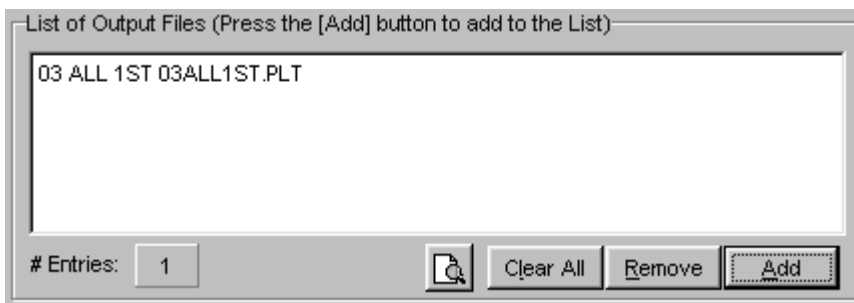 List of Output Files (Press the [Add] button to add to the List)
03 ALL 1ST 03ALL1ST.PLT
# Entries: 1 Clear All Remove Add